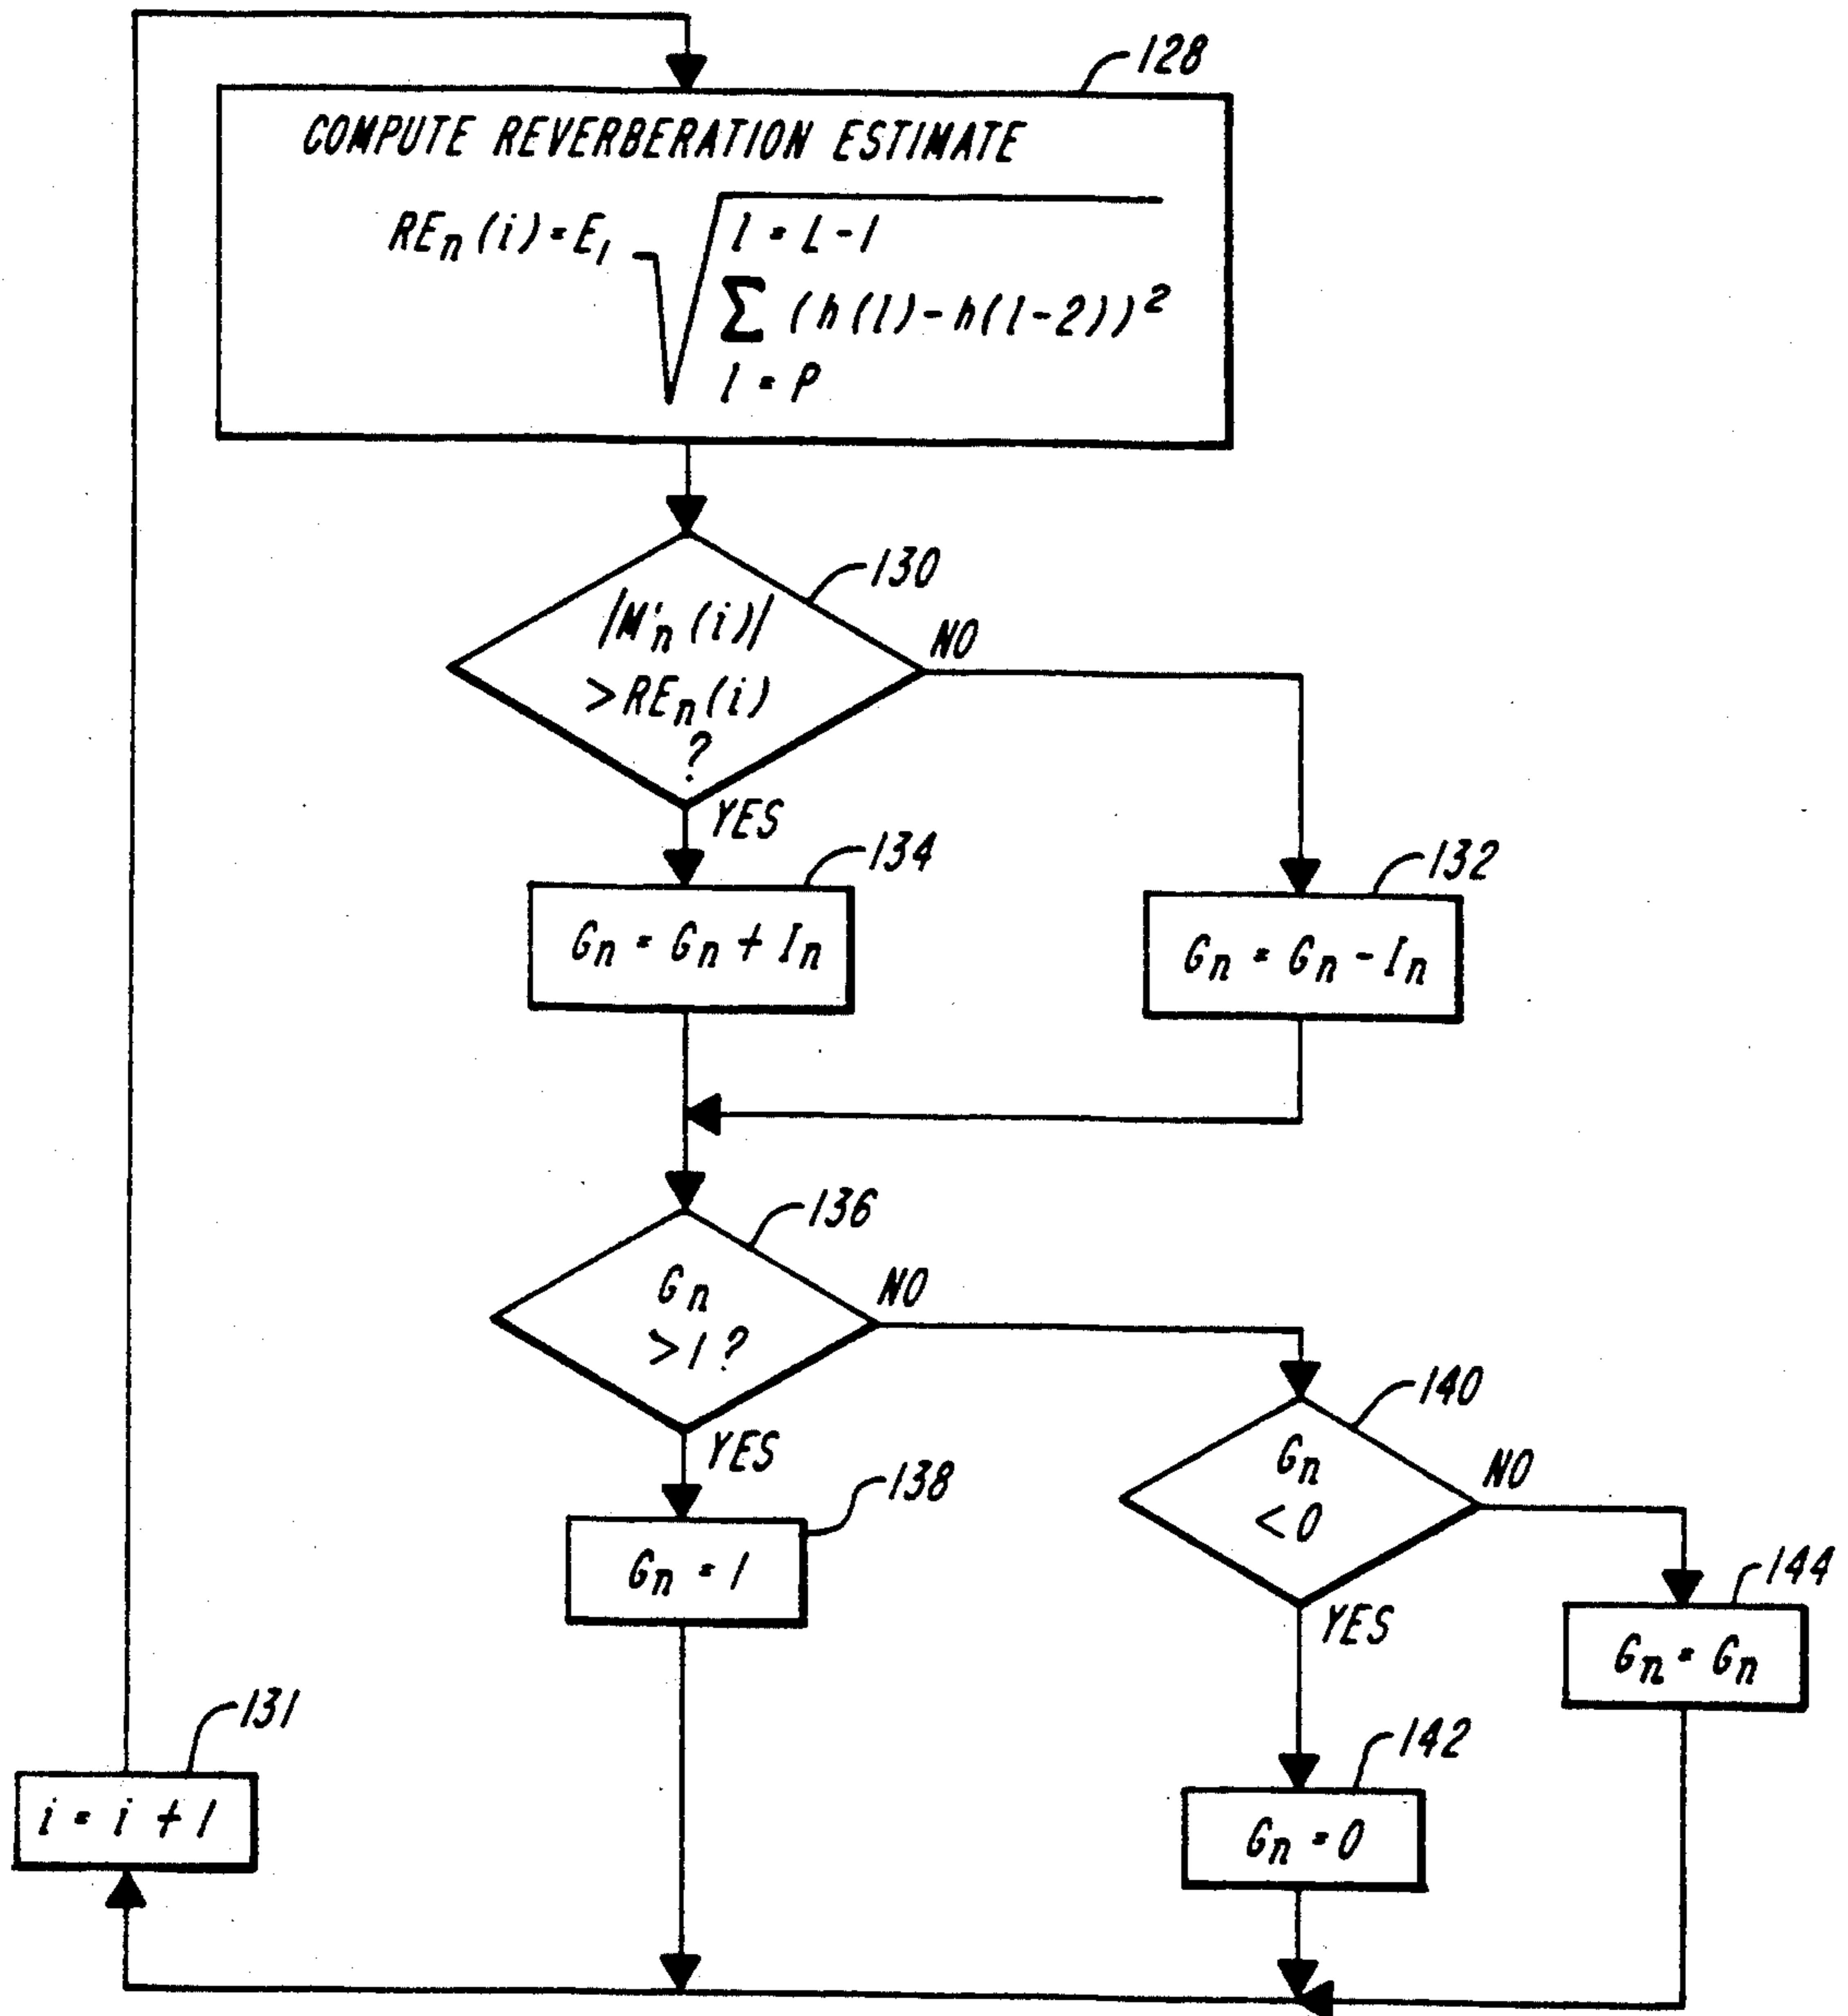 128
COMPUTE REVERBERATION ESTIMATE
REn(i)=E1 √
l = L-1
Σ (h(l)-h(l-2))²
l = P
130
|M'n(i)|
>REn(i)
?
NO
YES
134
Gn = Gn + In
132
Gn = Gn - In
136
Gn
>1?
NO
YES
138
Gn = 1
140
Gn
<0
NO
YES
144
Gn = Gn
142
Gn = 0
131
i = i + 1